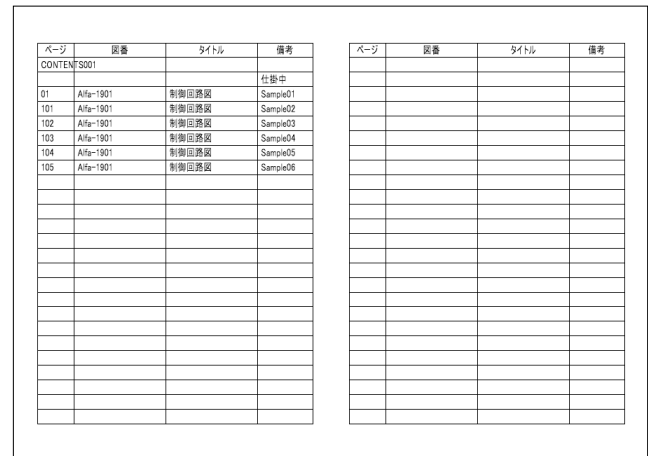 ページ 図番 タイトル 備考
CONTENTS001
仕掛中
01 Alfa-1901 制御回路図 Sample01
101 Alfa-1901 制御回路図 Sample02
102 Alfa-1901 制御回路図 Sample03
103 Alfa-1901 制御回路図 Sample04
104 Alfa-1901 制御回路図 Sample05
105 Alfa-1901 制御回路図 Sample06
ページ 図番 タイトル 備考